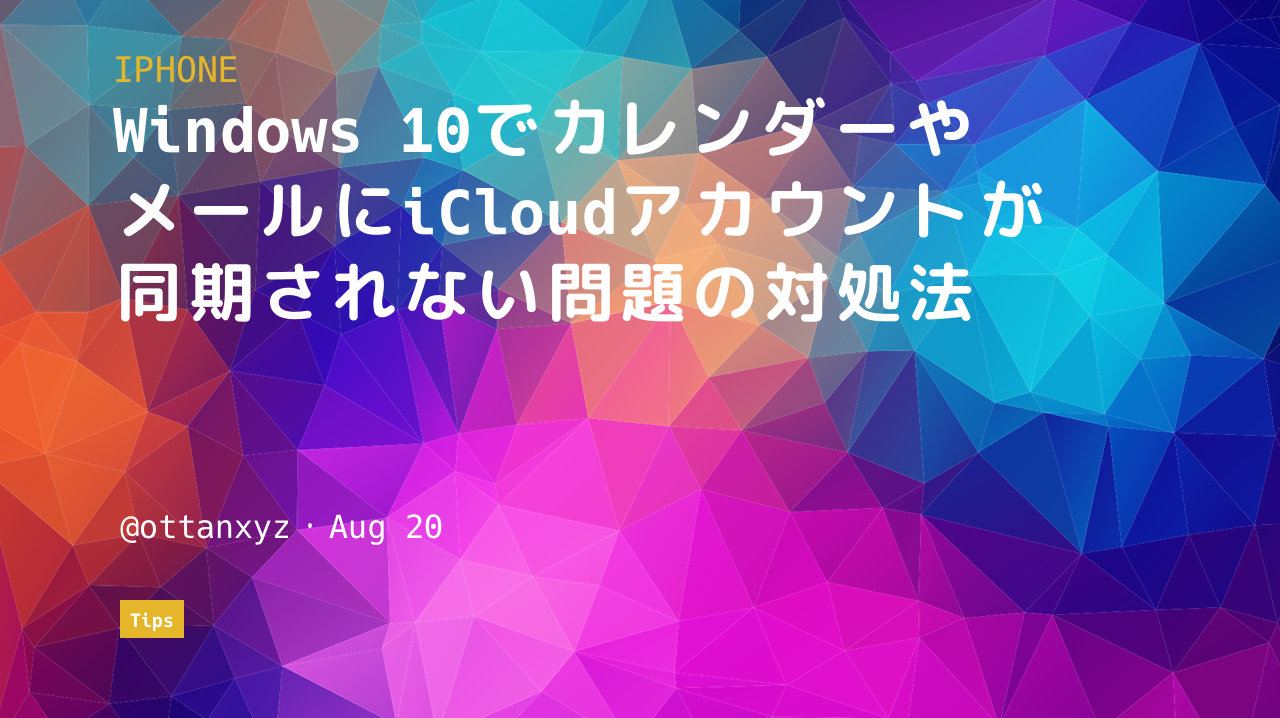 IPHONE
Windows 10でカレンダーや
メールにiCloudアカウントが
同期されない問題の対処法
@ottanxyz・Aug 20
Tips